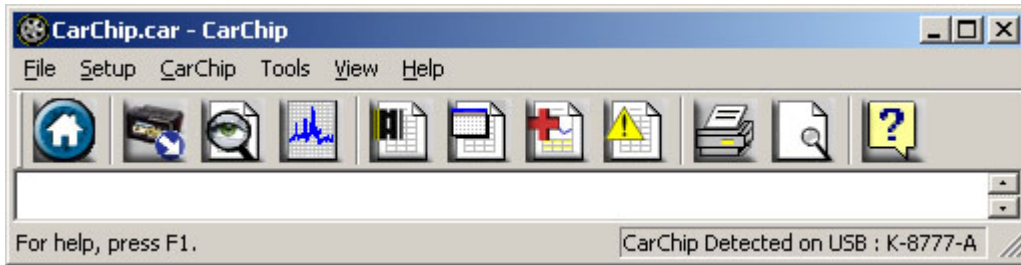 CarChip.car - CarChip
File Setup CarChip Tools View Help
?
For help, press F1. CarChip Detected on USB : K-8777-A